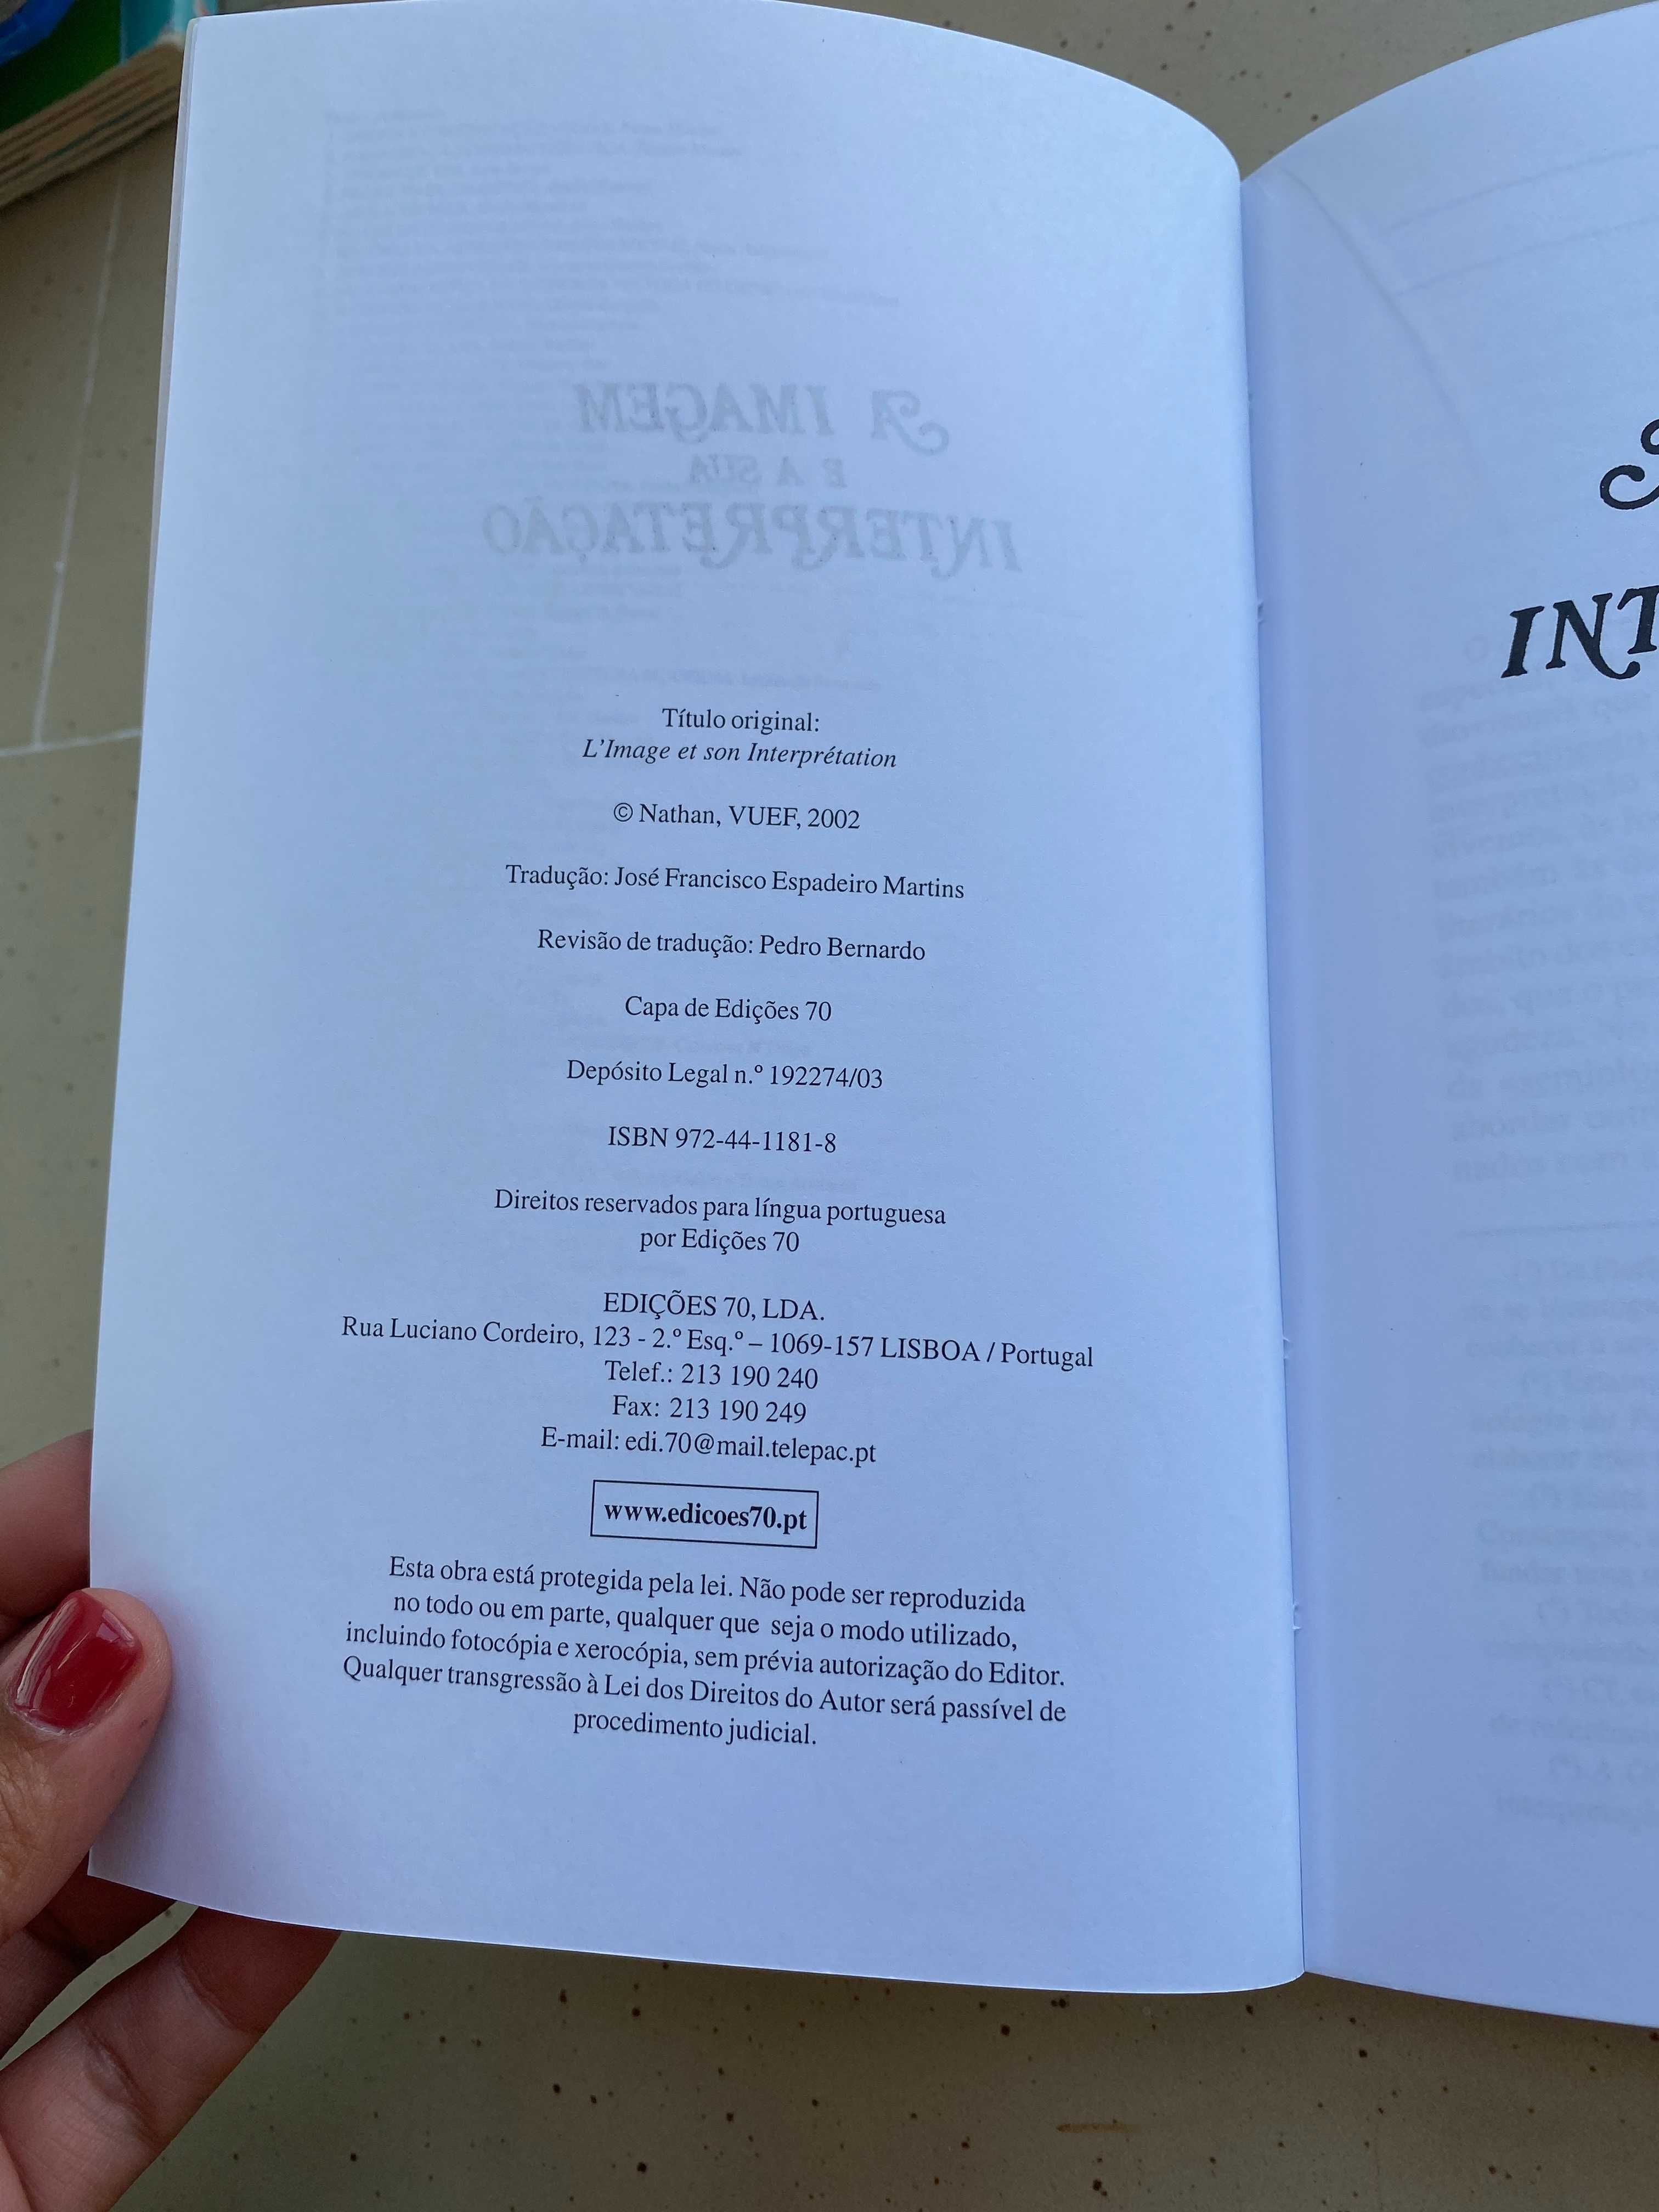 A IMAGEM
E A SUA
INTERPRETAÇÃO
Título original:
L'Image et son Interprétation
© Nathan, VUEF, 2002
Tradução: José Francisco Espadeiro Martins
Revisão de tradução: Pedro Bernardo
Capa de Edições 70
Depósito Legal n.º 192274/03
ISBN 972-44-1181-8
Direitos reservados para língua portuguesa
por Edições 70
EDIÇÕES 70, LDA.
Rua Luciano Cordeiro, 123 - 2.º Esq.º – 1069-157 LISBOA / Portugal
Telef.: 213 190 240
Fax: 213 190 249
E-mail: edi.70@mail.telepac.pt
www.edicoes70.pt
Esta obra está protegida pela lei. Não pode ser reproduzida
no todo ou em parte, qualquer que seja o modo utilizado,
incluindo fotocópia e xerocópia, sem prévia autorização do Editor.
Qualquer transgressão à Lei dos Direitos do Autor será passível de
procedimento judicial.
INT